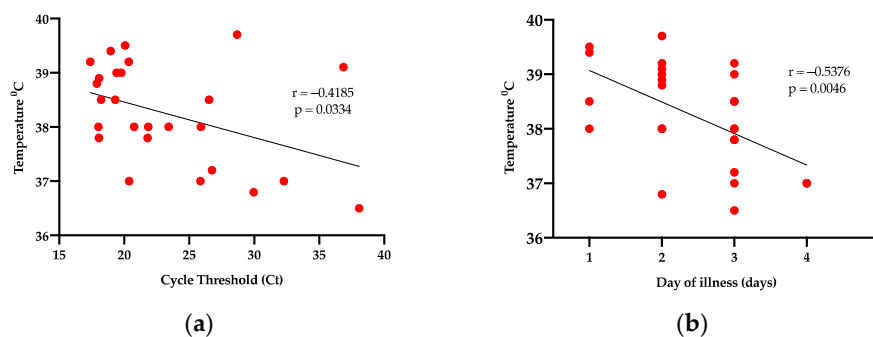 40
39
38
37
36
Temperature ⁰C
r = −0.4185
p = 0.0334
15
20
25
30
35
40
Cycle Threshold (Ct)
(a)
40
39
38
37
36
Temperature ⁰C
r = −0.5376
p = 0.0046
1
2
3
4
Day of illness (days)
(b)